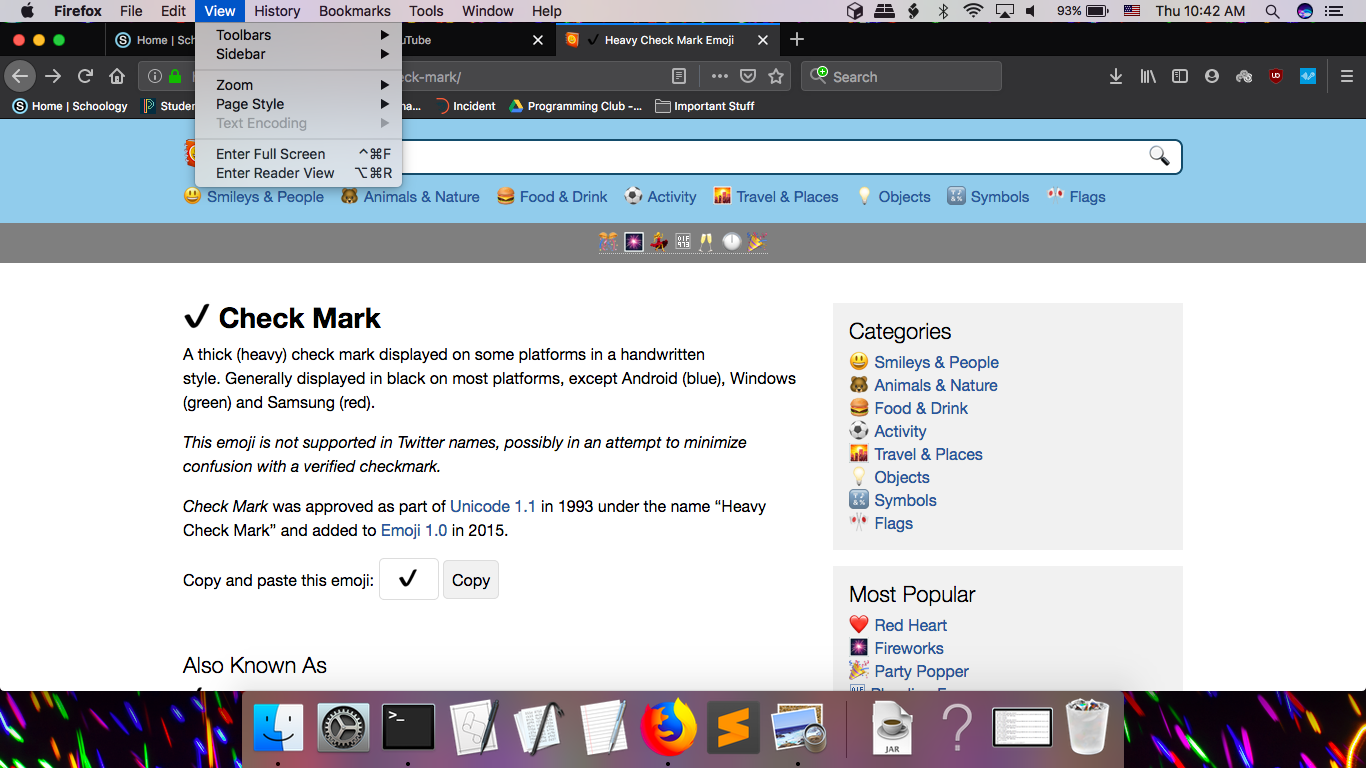 Firefox File Edit View History Bookmarks Tools Window Help 93% Thu 10:42 AM
Home | Sch uTube Heavy Check Mark Emoji
eck-mark/ Search
Home | Schoology Studen a... Incident Programming Club -... Important Stuff
Toolbars
Sidebar
Zoom
Page Style
Text Encoding
Enter Full Screen ^⌘F
Enter Reader View ⌥⌘R
Smileys & People Animals & Nature Food & Drink Activity Travel & Places Objects Symbols Flags
✔ Check Mark
A thick (heavy) check mark displayed on some platforms in a handwritten
style. Generally displayed in black on most platforms, except Android (blue), Windows
(green) and Samsung (red).
This emoji is not supported in Twitter names, possibly in an attempt to minimize
confusion with a verified checkmark.
Check Mark was approved as part of Unicode 1.1 in 1993 under the name “Heavy
Check Mark” and added to Emoji 1.0 in 2015.
Copy and paste this emoji: ✔ Copy
Also Known As
Categories
Smileys & People
Animals & Nature
Food & Drink
Activity
Travel & Places
Objects
Symbols
Flags
Most Popular
Red Heart
Fireworks
Party Popper
JAR